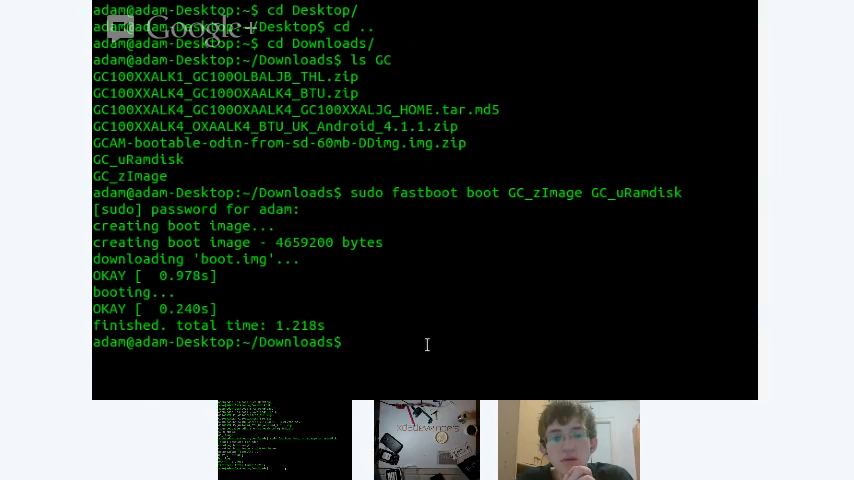 adam@adam-Desktop:~$ cd Desktop/
adam@adam-Desktop:~/Desktop$ cd ..
adam@adam-Desktop:~$ cd Downloads/
adam@adam-Desktop:~/Downloads$ ls GC
GC100XXALK1_GC100OLBALJB_THL.zip
GC100XXALK4_GC100OXAALK4_BTU.zip
GC100XXALK4_GC100OXAALK4_GC100XXALJG_HOME.tar.md5
GC100XXALK4_OXAALK4_BTU_UK_Android_4.1.1.zip
GCAM-bootable-odin-from-sd-60mb-DDimg.img.zip
GC_uRamdisk
GC_zImage
adam@adam-Desktop:~/Downloads$ sudo fastboot boot GC_zImage GC_uRamdisk
[sudo] password for adam:
creating boot image...
creating boot image - 4659200 bytes
downloading 'boot.img'...
OKAY [  0.978s]
booting...
OKAY [  0.240s]
finished. total time: 1.218s
adam@adam-Desktop:~/Downloads$
Google+
xdadevelopers